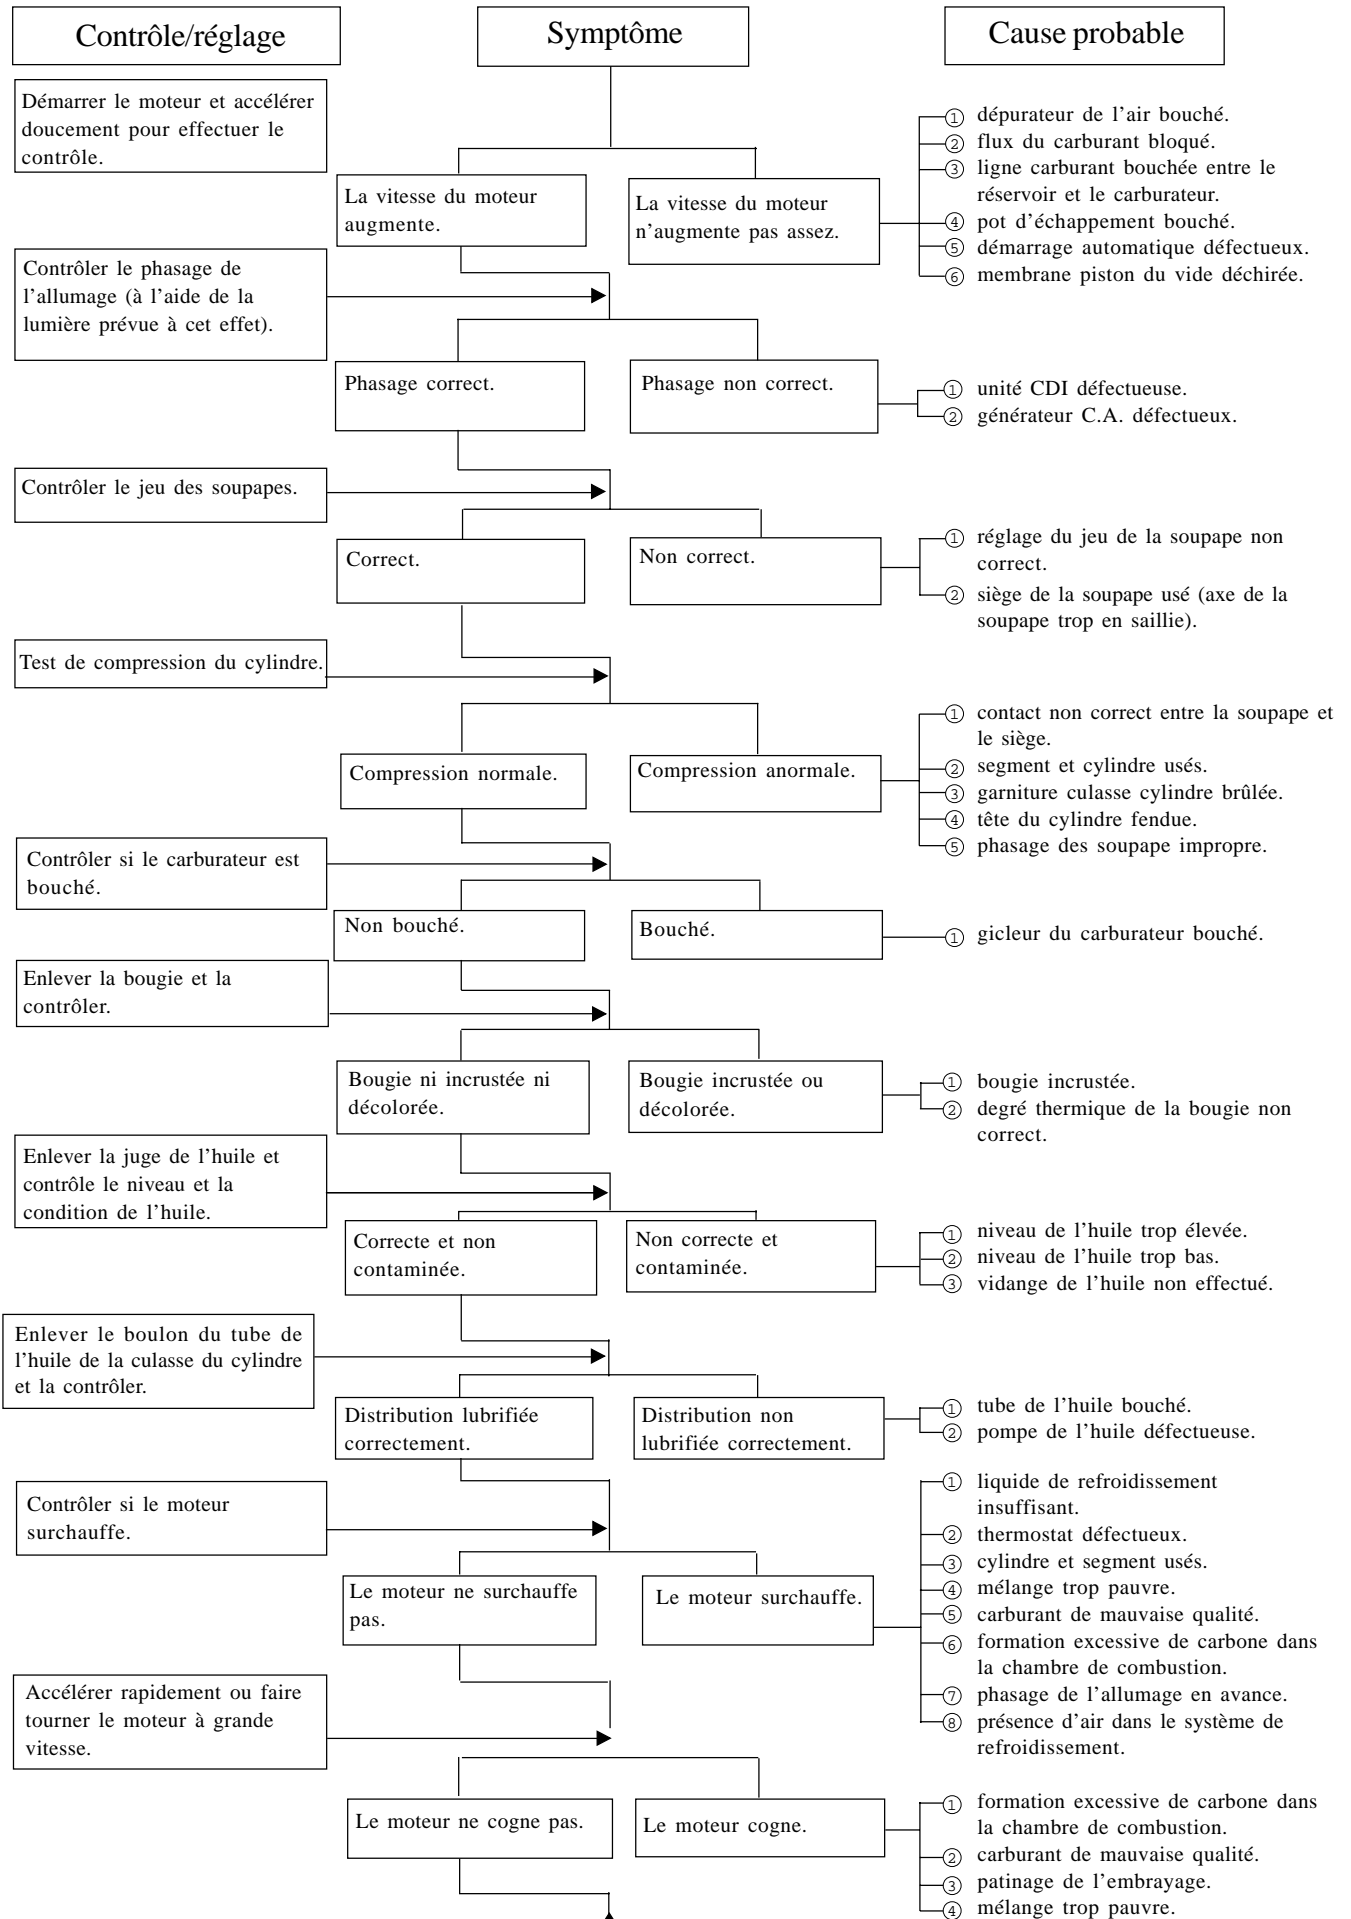 Contrôle/réglage
Symptôme
Cause probable
Démarrer le moteur et accélérer
doucement pour effectuer le
contrôle.
La vitesse du moteur
augmente.
La vitesse du moteur
n'augmente pas assez.
① dépurateur de l'air bouché.
② flux du carburant bloqué.
③ ligne carburant bouchée entre le
réservoir et le carburateur.
④ pot d'échappement bouché.
⑤ démarrage automatique défectueux.
⑥ membrane piston du vide déchirée.
Contrôler le phasage de
l'allumage (à l'aide de la
lumière prévue à cet effet).
Phasage correct.
Phasage non correct.
① unité CDI défectueuse.
② générateur C.A. défectueux.
Contrôler le jeu des soupapes.
Correct.
Non correct.
① réglage du jeu de la soupape non
correct.
② siège de la soupape usé (axe de la
soupape trop en saillie).
Test de compression du cylindre.
Compression normale.
Compression anormale.
① contact non correct entre la soupape et
le siège.
② segment et cylindre usés.
③ garniture culasse cylindre brûlée.
④ tête du cylindre fendue.
⑤ phasage des soupape impropre.
Contrôler si le carburateur est
bouché.
Non bouché.
Bouché.
① gicleur du carburateur bouché.
Enlever la bougie et la
contrôler.
Bougie ni incrustée ni
décolorée.
Bougie incrustée ou
décolorée.
① bougie incrustée.
② degré thermique de la bougie non
correct.
Enlever la juge de l'huile et
contrôle le niveau et la
condition de l'huile.
Correcte et non
contaminée.
Non correcte et
contaminée.
① niveau de l'huile trop élevée.
② niveau de l'huile trop bas.
③ vidange de l'huile non effectué.
Enlever le boulon du tube de
l'huile de la culasse du cylindre
et la contrôler.
Distribution lubrifiée
correctement.
Distribution non
lubrifiée correctement.
① tube de l'huile bouché.
② pompe de l'huile défectueuse.
Contrôler si le moteur
surchauffe.
Le moteur ne surchauffe
pas.
Le moteur surchauffe.
① liquide de refroidissement
insuffisant.
② thermostat défectueux.
③ cylindre et segment usés.
④ mélange trop pauvre.
⑤ carburant de mauvaise qualité.
⑥ formation excessive de carbone dans
la chambre de combustion.
⑦ phasage de l'allumage en avance.
⑧ présence d'air dans le système de
refroidissement.
Accélérer rapidement ou faire
tourner le moteur à grande
vitesse.
Le moteur ne cogne pas.
Le moteur cogne.
① formation excessive de carbone dans
la chambre de combustion.
② carburant de mauvaise qualité.
③ patinage de l'embrayage.
④ mélange trop pauvre.